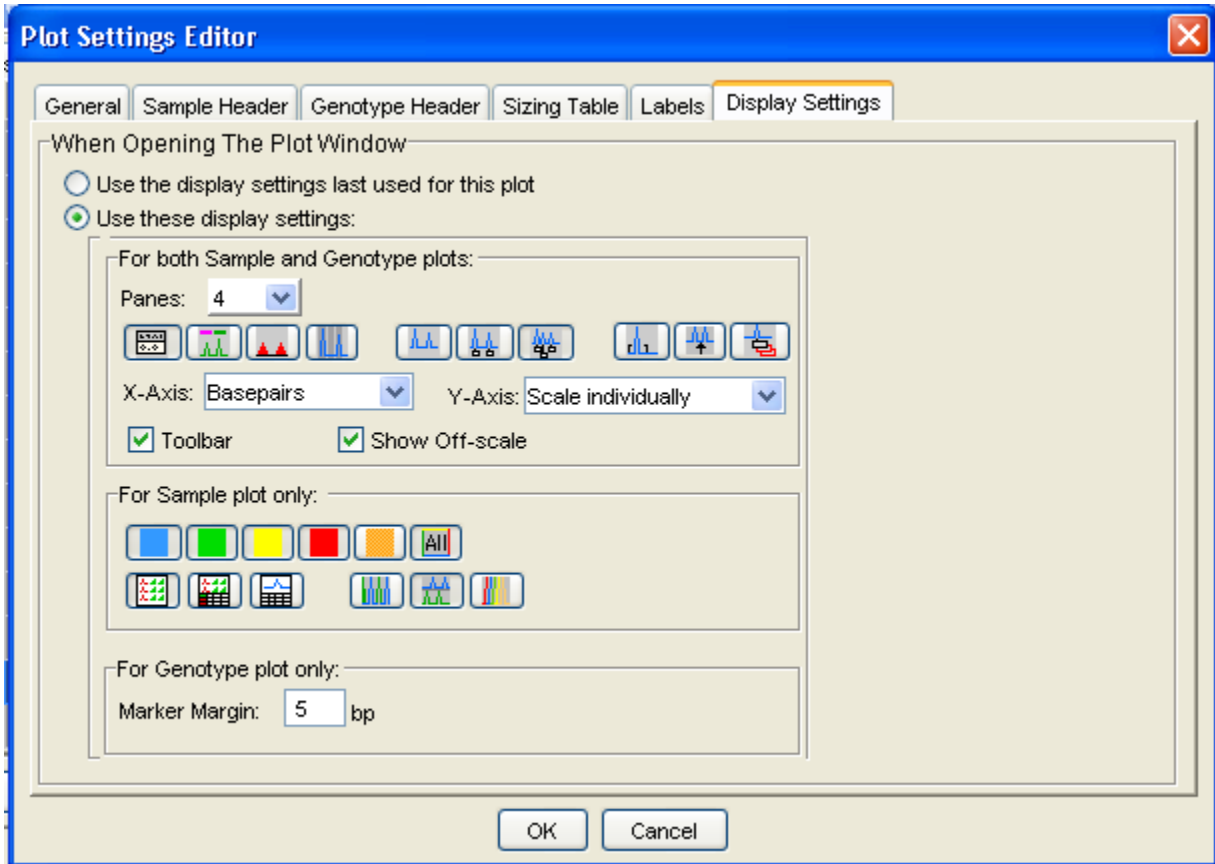 Plot Settings Editor
General Sample Header Genotype Header Sizing Table Labels Display Settings
When Opening The Plot Window
Use the display settings last used for this plot
Use these display settings:
For both Sample and Genotype plots:
Panes: 4
X-Axis: Basepairs Y-Axis: Scale individually
Toolbar Show Off-scale
For Sample plot only:
All
For Genotype plot only:
Marker Margin: 5 bp
OK Cancel